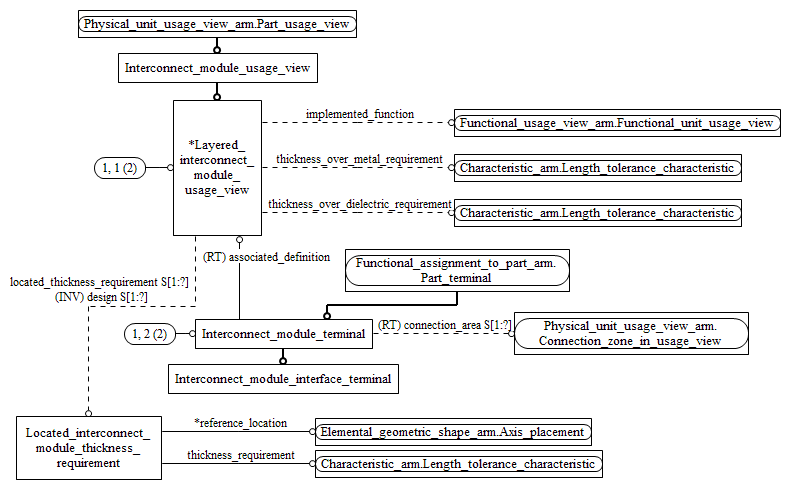 Physical_unit_usage_view_arm.Part_usage_view
Interconnect_module_usage_view
*Layered_
interconnect_
module_
usage_view
1, 1 (2)
implemented_function
Functional_usage_view_arm.Functional_unit_usage_view
thickness_over_metal_requirement
Characteristic_arm.Length_tolerance_characteristic
thickness_over_dielectric_requirement
Characteristic_arm.Length_tolerance_characteristic
(RT) associated_definition
located_thickness_requirement S[1:?]
(INV) design S[1:?]
Functional_assignment_to_part_arm.
Part_terminal
1, 2 (2)
Interconnect_module_terminal
(RT) connection_area S[1:?]
Physical_unit_usage_view_arm.
Connection_zone_in_usage_view
Interconnect_module_interface_terminal
Located_interconnect_
module_thickness_
requirement
*reference_location
Elemental_geometric_shape_arm.Axis_placement
thickness_requirement
Characteristic_arm.Length_tolerance_characteristic